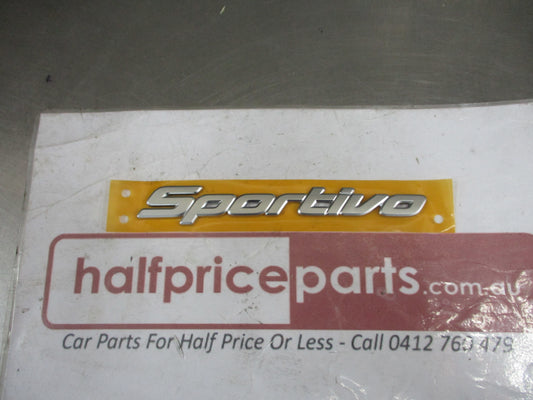 Sportivo
halfpriceparts.com.au
Car Parts For Half Price Or Less - Call 0412 760 479